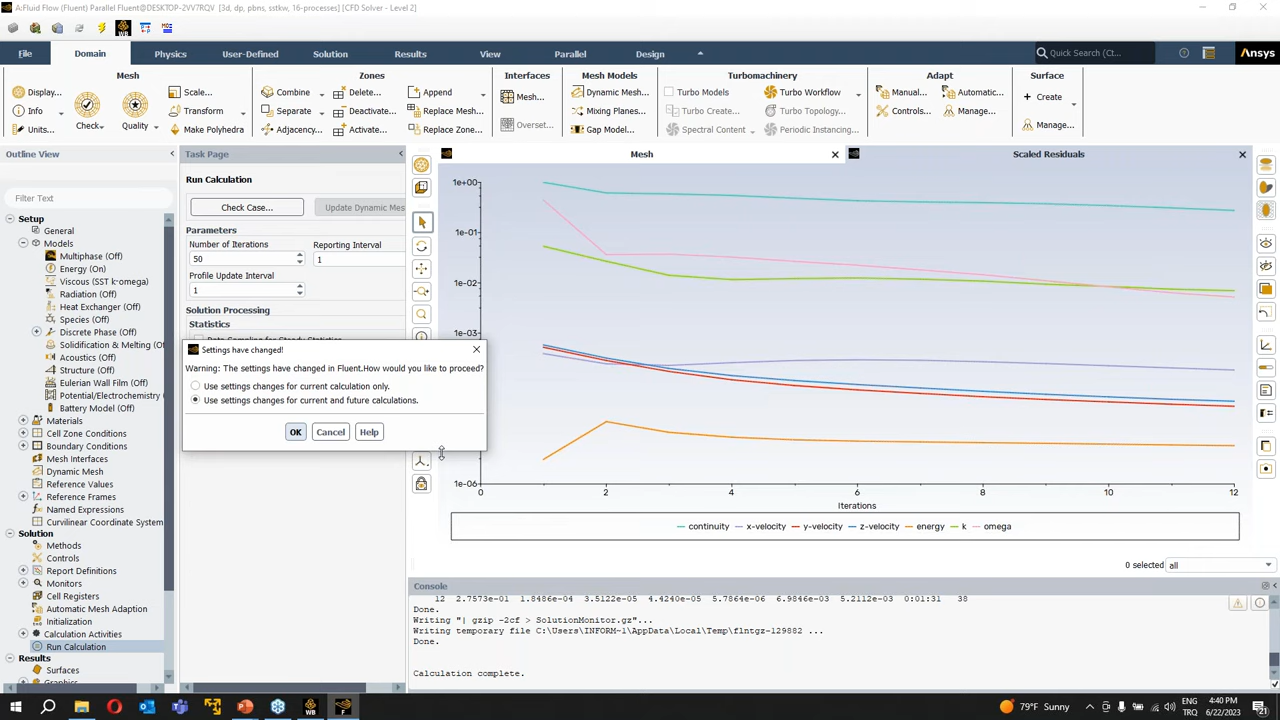 A:Fluid Flow (Fluent) Parallel Fluent@DESKTOP-2VV7RQV [3d, dp, pbns, sstkw, 16-processes] [CFD Solver - Level 2]
File Domain Physics User-Defined Solution Results View Parallel Design Quick Search (Ctrl... Ansys
Mesh Zones Interfaces Mesh Models Turbomachinery Adapt Surface
Display... Scale... Combine Delete... Append Mesh... Dynamic Mesh... Turbo Models Turbo Workflow Manual... Automatic... Create
Info Transform Separate Deactivate... Replace Mesh... Mixing Planes... Turbo Create... Turbo Topology... Controls... Manage...
Units... Check Quality Make Polyhedra Adjacency... Activate... Replace Zone... Overset... Gap Model... Spectral Content Periodic Instancing... Manage...
Outline View Task Page Mesh Scaled Residuals
Filter Text
Setup
General
Models
Multiphase (Off)
Energy (On)
Viscous (SST k-omega)
Radiation (Off)
Heat Exchanger (Off)
Species (Off)
Discrete Phase (Off)
Solidification & Melting (Off)
Acoustics (Off)
Structure (Off)
Eulerian Wall Film (Off)
Potential/Electrochemistry
Battery Model (Off)
Materials
Cell Zone Conditions
Boundary Conditions
Mesh Interfaces
Dynamic Mesh
Reference Values
Reference Frames
Named Expressions
Curvilinear Coordinate System
Solution
Methods
Controls
Report Definitions
Monitors
Cell Registers
Automatic Mesh Adaption
Initialization
Calculation Activities
Run Calculation
Results
Surfaces
Graphics
Run Calculation
Check Case... Update Dynamic Mesh
Parameters
Number of Iterations Reporting Interval
50 1
Profile Update Interval
1
Solution Processing
Statistics
Data Sampling for Steady Statistics
Settings have changed!
Warning: The settings have changed in Fluent.How would you like to proceed?
Use settings changes for current calculation only.
Use settings changes for current and future calculations.
OK Cancel Help
1e+00
1e-01
1e-02
1e-03
1e-06
0 2 4 6 8 10 12
Iterations
continuity x-velocity y-velocity z-velocity energy k omega
0 selected all
Console
12 2.7573e-01 1.8486e-04 3.5122e-05 4.4240e-05 5.7864e-06 6.9846e-03 5.2112e-03 0:01:31 38
Done.
Writing "| gzip -2cf > SolutionMonitor.gz"...
Writing temporary file C:\Users\INFORM~1\AppData\Local\Temp\flntgz-129882 ...
Done.
Calculation complete.
79°F Sunny ENG 4:40 PM
TRQ 6/22/2023 21